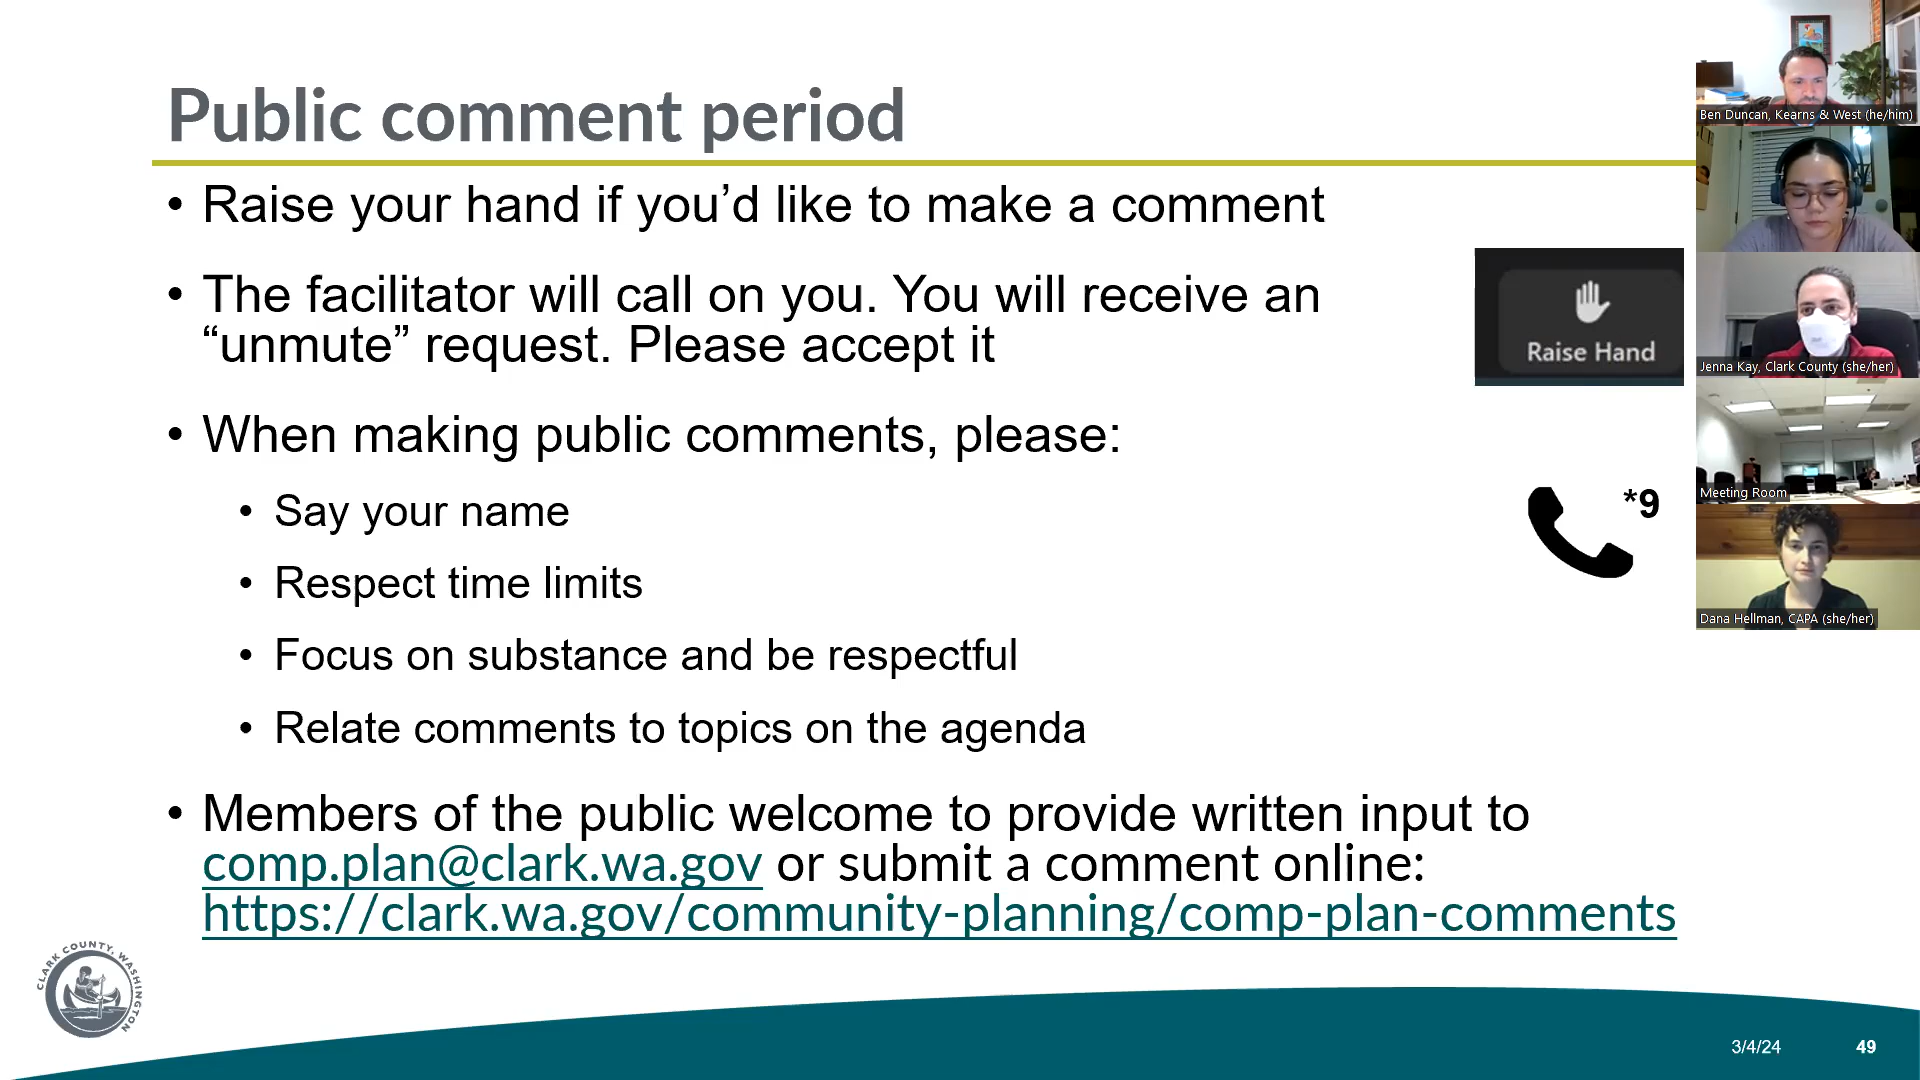 Public comment period
• Raise your hand if you’d like to make a comment
• The facilitator will call on you. You will receive an
“unmute” request. Please accept it
• When making public comments, please:
• Say your name
• Respect time limits
• Focus on substance and be respectful
• Relate comments to topics on the agenda
• Members of the public welcome to provide written input to
comp.plan@clark.wa.gov or submit a comment online:
https://clark.wa.gov/community-planning/comp-plan-comments
Raise Hand
*9
Ben Duncan, Kearns & West (he/him)
Jenna Kay, Clark County (she/her)
Meeting Room
Dana Hellman, CAPA (she/her)
CLARK COUNTY, WASHINGTON
3/4/24
49